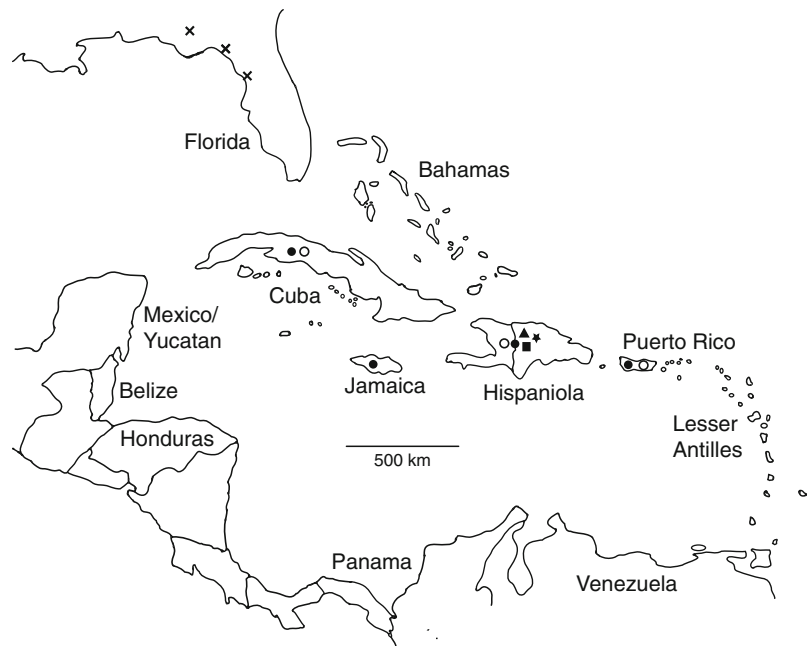 Florida
Bahamas
Cuba
Mexico/
Yucatan
Belize
Honduras
Jamaica
Hispaniola
Puerto Rico
Lesser
Antilles
500 km
Panama
Venezuela